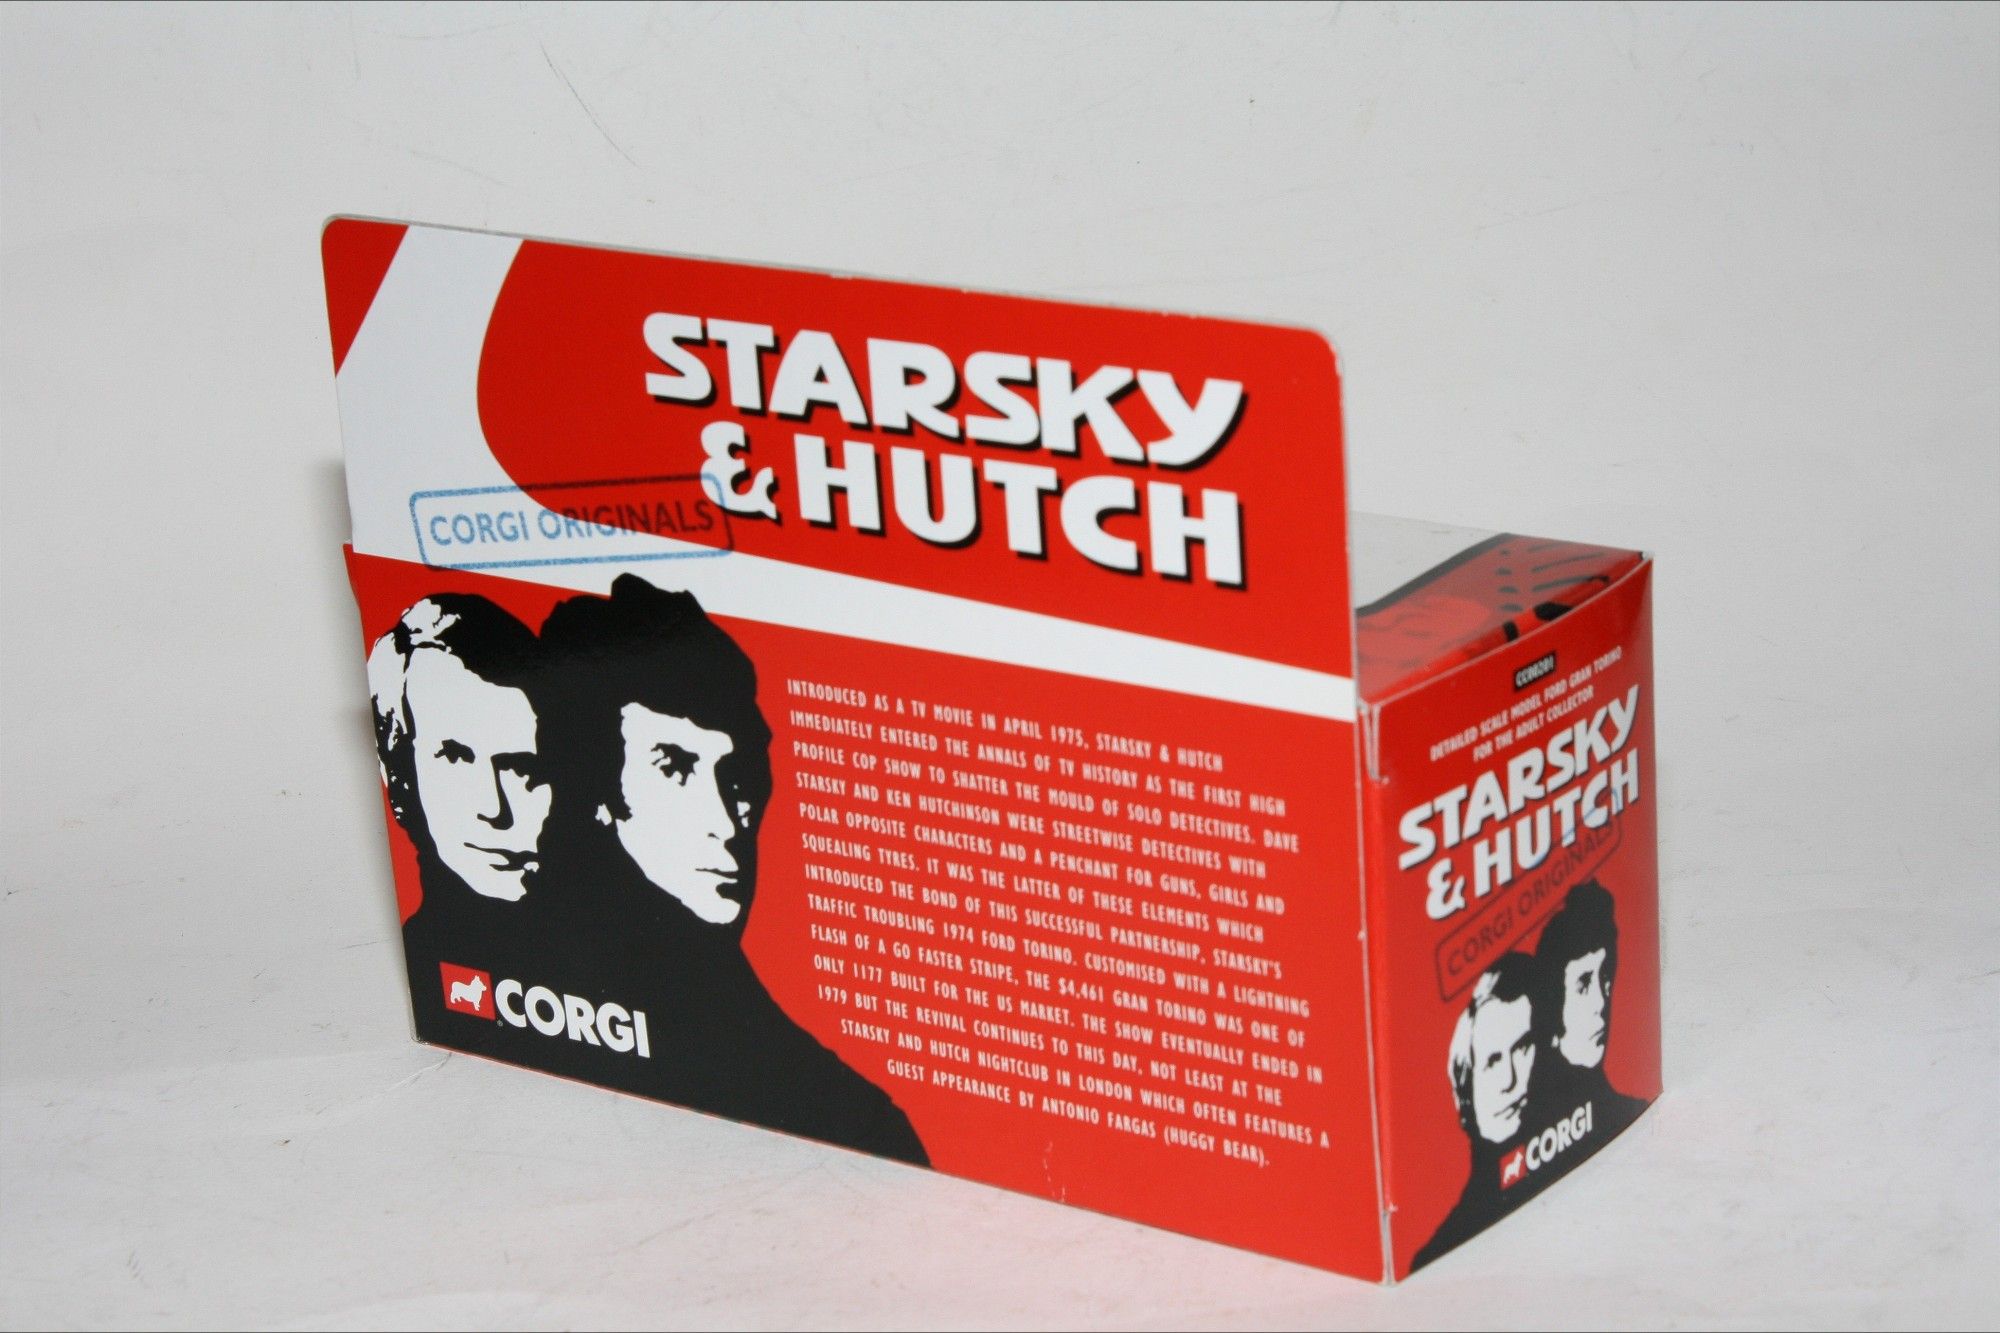 STARSKY
& HUTCH
CORGI ORIGINALS
INTRODUCED AS A TV MOVIE IN APRIL 1975, STARSKY & HUTCH
IMMEDIATELY ENTERED THE ANNALS OF TV HISTORY AS THE FIRST HIGH
PROFILE COP SHOW TO SHATTER THE MOULD OF SOLO DETECTIVES. DAVE
STARSKY AND KEN HUTCHINSON WERE STREETWISE DETECTIVES WITH
POLAR OPPOSITE CHARACTERS AND A PENCHANT FOR GUNS, GIRLS AND
SQUEALING TYRES. IT WAS THE LATTER OF THESE ELEMENTS WHICH
INTRODUCED THE BOND OF THIS SUCCESSFUL PARTNERSHIP, STARSKY'S
TRAFFIC TROUBLING 1974 FORD TORINO. CUSTOMISED WITH A LIGHTNING
FLASH OF A GO FASTER STRIPE, THE $4,461 GRAN TORINO WAS ONE OF
ONLY 1177 BUILT FOR THE US MARKET. THE SHOW EVENTUALLY ENDED IN
1979 BUT THE REVIVAL CONTINUES TO THIS DAY, NOT LEAST AT THE
STARSKY AND HUTCH NIGHTCLUB IN LONDON WHICH OFTEN FEATURES A
GUEST APPEARANCE BY ANTONIO FARGAS (HUGGY BEAR).
CORGI
CC00201
DETAILED SCALE MODEL FORD GRAN TORINO
FOR THE ADULT COLLECTOR
STARSKY
& HUTCH
CORGI ORIGINALS
CORGI